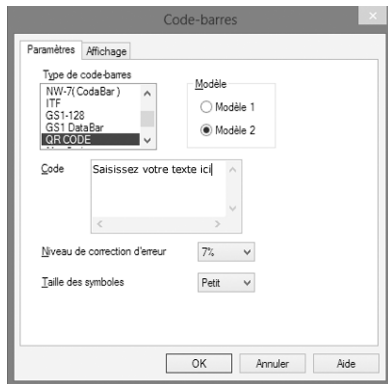 Code-barres
Paramètres Affichage
Type de code-barres
NW-7( CodaBar )
ITF
GS1-128
GS1 DataBar
QR CODE
Modèle
Modèle 1
Modèle 2
Code
Saisissez votre texte ici
Niveau de correction d'erreur 7%
Taille des symboles Petit
OK Annuler Aide